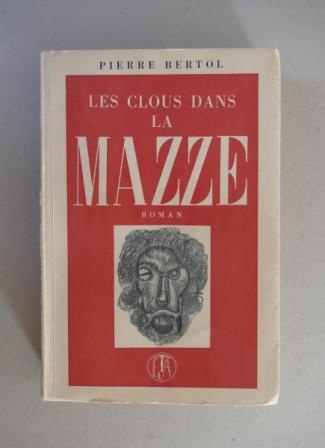 PIERRE BERTOL
LES CLOUS DANS
LA
MAZZE
ROMAN